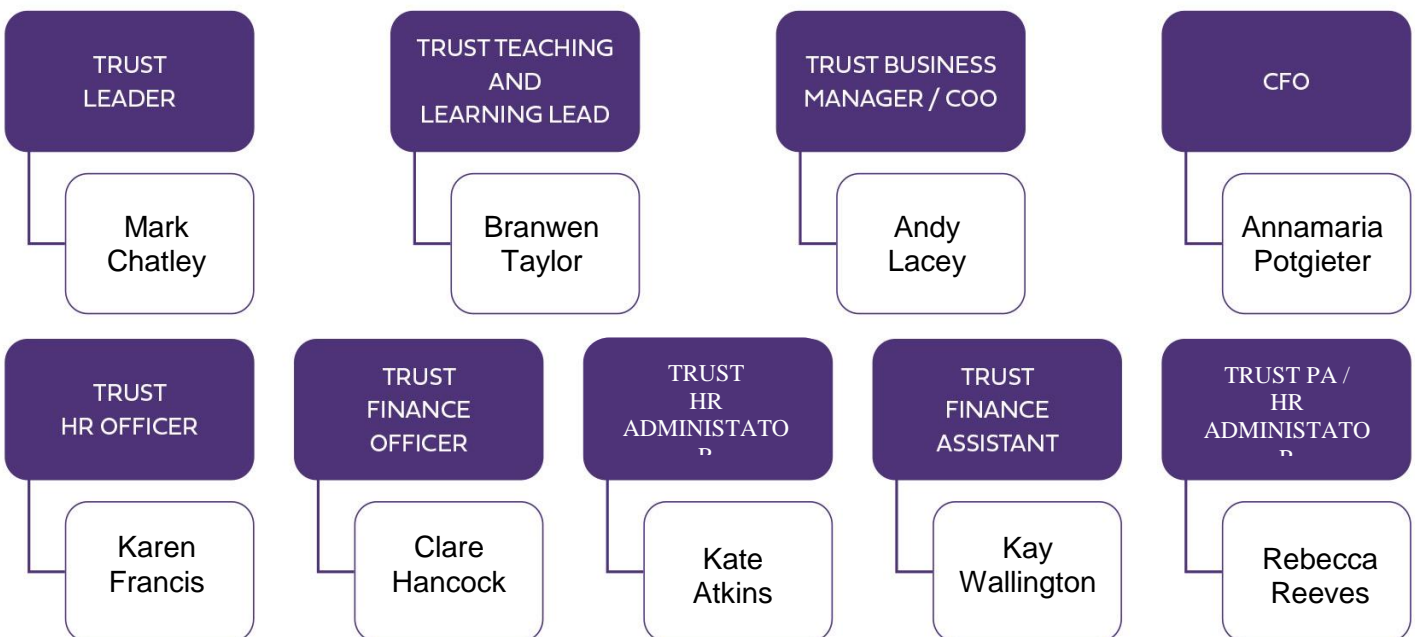 TRUST
LEADER
TRUST TEACHING
AND
LEARNING LEAD
TRUST BUSINESS
MANAGER / COO
CFO
Mark
Chatley
Branwen
Taylor
Andy
Lacey
Annamaria
Potgieter
TRUST
HR OFFICER
TRUST
FINANCE
OFFICER
TRUST
HR
ADMINISTATO
R
TRUST
FINANCE
ASSISTANT
TRUST PA /
HR
ADMINISTATO
R
Karen
Francis
Clare
Hancock
Kate
Atkins
Kay
Wallington
Rebecca
Reeves